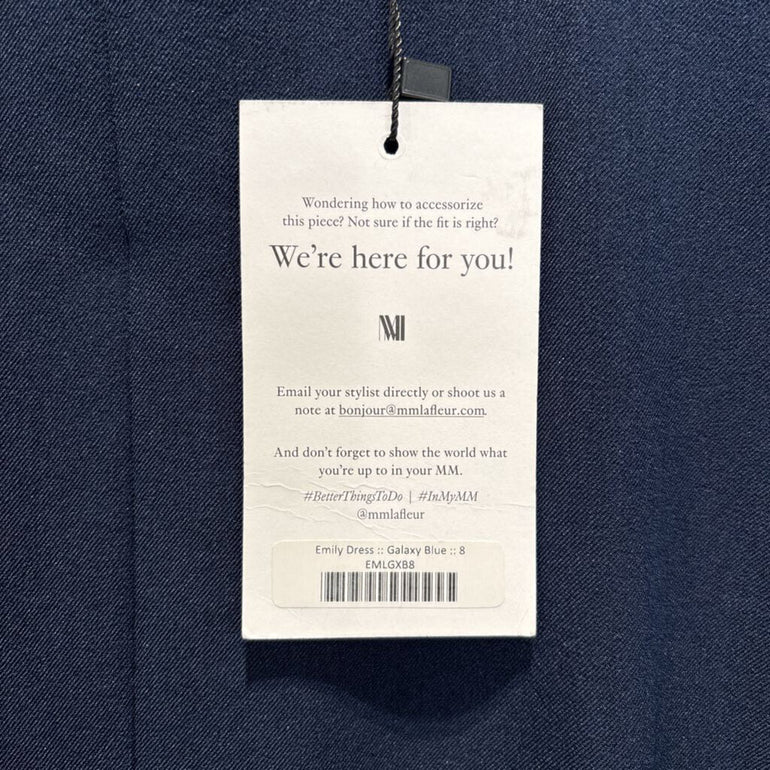 Wondering how to accessorize
this piece? Not sure if the fit is right?
We're here for you!
MM
Email your stylist directly or shoot us a
note at bonjour@mmlafleur.com.
And don't forget to show the world what
you're up to in your MM.
#BetterThingsToDo | #InMyMM
@mmlafleur
Emily Dress :: Galaxy Blue :: 8
EMLGXB8